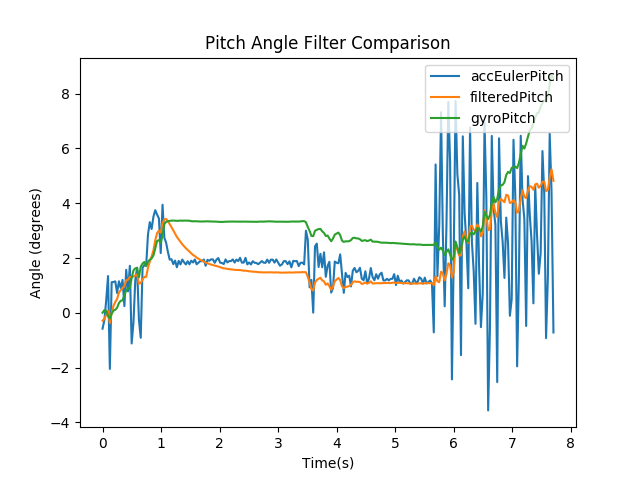 Pitch Angle Filter Comparison
accEulerPitch
filteredPitch
gyroPitch
Angle (degrees)
8
6
4
2
0
−2
−4
0 1 2 3 4 5 6 7 8
Time(s)